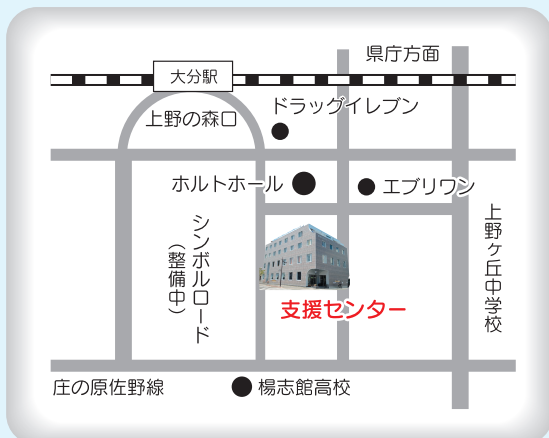 県庁方面
大分駅
ドラッグイレブン
上野の森口
ホルトホール
エブリワン
シンボルロード
（整備中）
上野ヶ丘中学校
支援センター
庄の原佐野線
楊志館高校